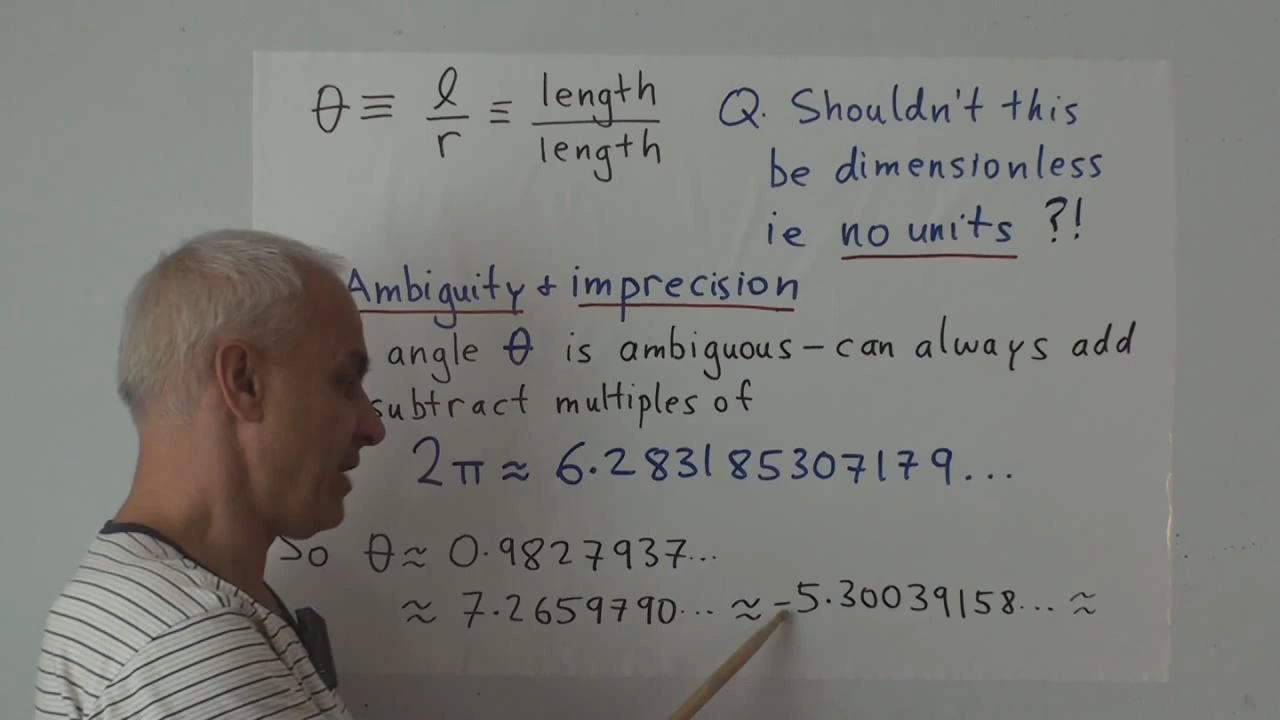 θ ≡ l/r ≡ length/length
Q. Shouldn't this
be dimensionless
ie no units ?!
Ambiguity + imprecision
angle θ is ambiguous – can always add
subtract multiples of
2π ≈ 6.283185307179...
So θ ≈ 0.9827937...
≈ 7.2659790... ≈ -5.30039158... ≈